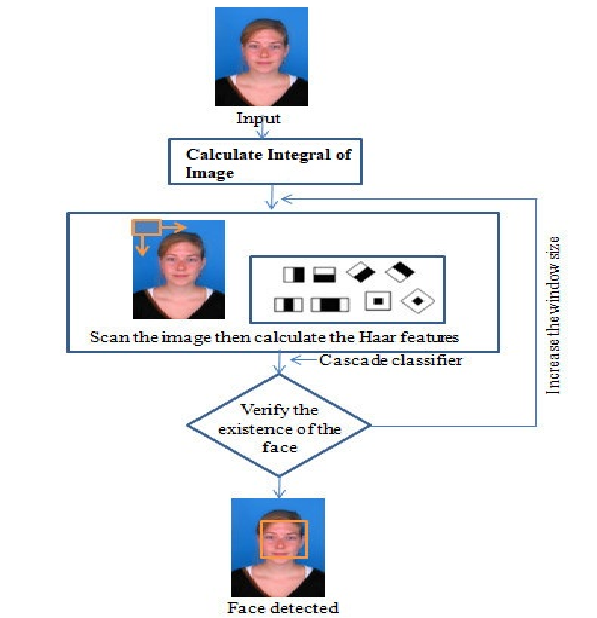 Input
Calculate Integral of
Image
Scan the image then calculate the Haar features
Cascade classifier
Verify the
existence of the
face
Increase the window size
Face detected